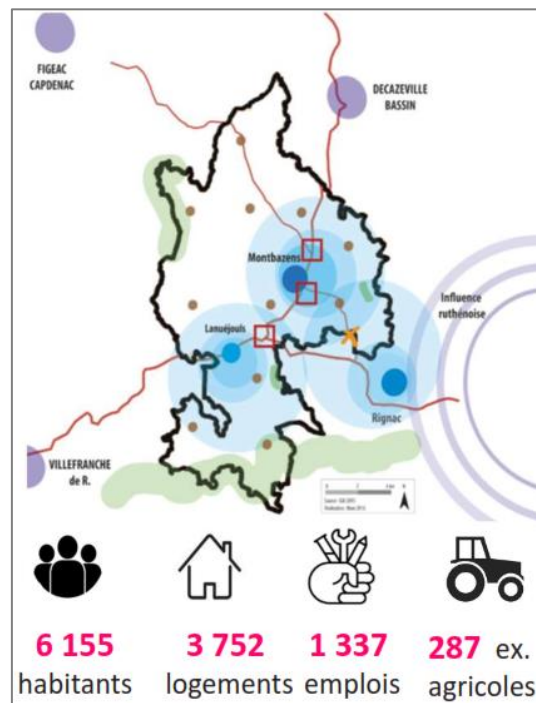 FIGEAC
CAPDENAC
DECAZEVILLE
BASSIN
Montbazens
Influence
ruthénoise
Lanuéjouls
Rignac
VILLEFRANCHE
de R.
6 155
habitants
3 752
logements
1 337
emplois
287 ex.
agricoles